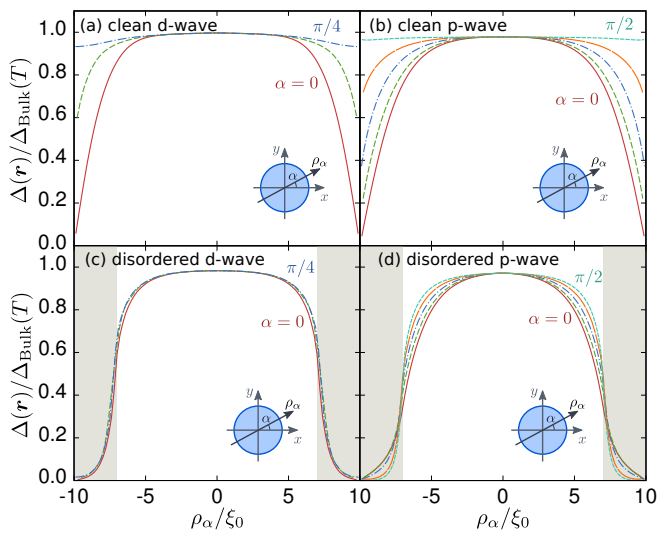 (a) clean d-wave
π/4
α = 0
Δ(r)/Δ_Bulk(T)
1.0
0.8
0.6
0.4
0.2
0.0
y
ρ_α
α
x
(b) clean p-wave
π/2
α = 0
y
ρ_α
α
x
(c) disordered d-wave
π/4
α = 0
Δ(r)/Δ_Bulk(T)
1.0
0.8
0.6
0.4
0.2
0.0
y
ρ_α
α
x
-10
-5
0
5
10
ρ_α/ξ_0
(d) disordered p-wave
π/2
α = 0
y
ρ_α
α
x
-5
0
5
10
ρ_α/ξ_0